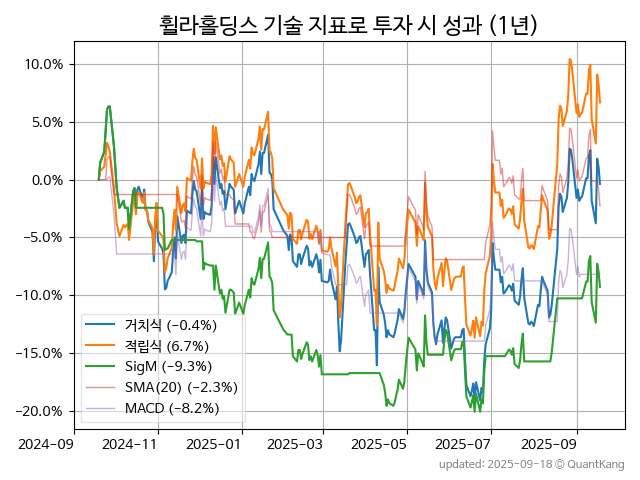 휠라홀딩스 기술 지표로 투자 시 성과 (1년)
10.0%
5.0%
0.0%
−5.0%
−10.0%
−15.0%
−20.0%
거치식 (−0.4%)
적립식 (6.7%)
SigM (−9.3%)
SMA(20) (−2.3%)
MACD (−8.2%)
2024-09 2024-11 2025-01 2025-03 2025-05 2025-07 2025-09
updated: 2025-09-18 @ QuantKang